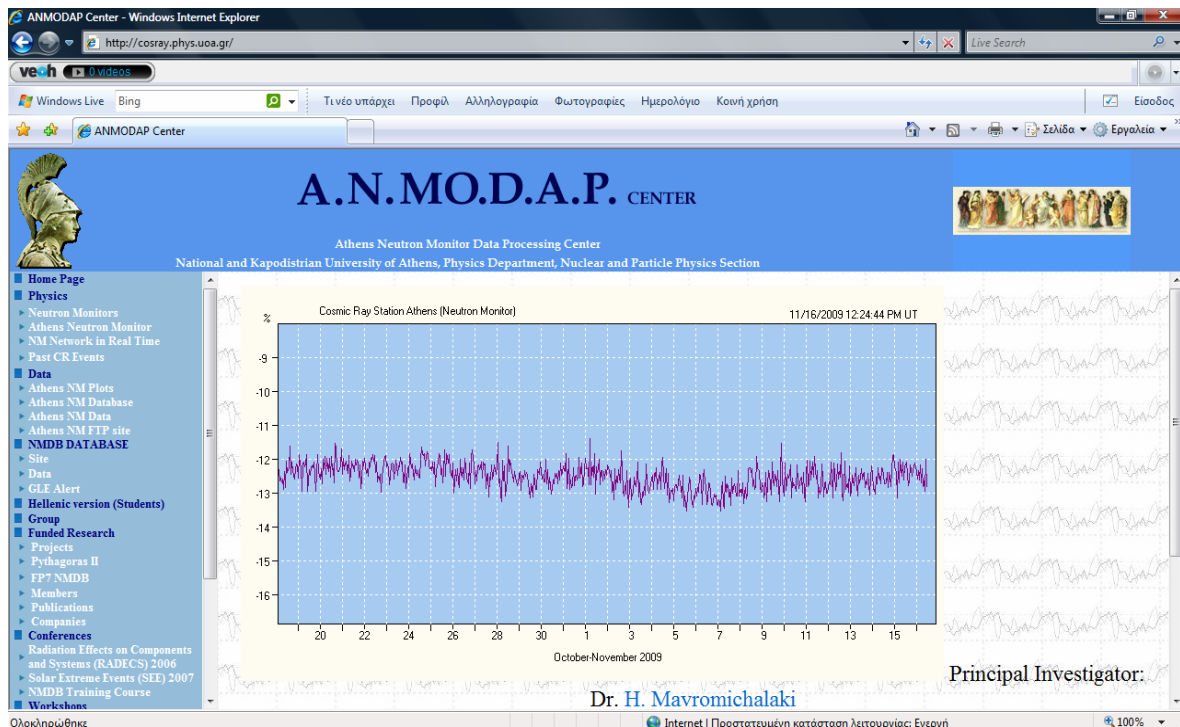 ANMODAP Center - Windows Internet Explorer
http://cosray.phys.uoa.gr/
Live Search
veoh 0 videos
Windows Live Bing Τι νέο υπάρχει Προφίλ Αλληλογραφία Φωτογραφίες Ημερολόγιο Κοινή χρήση Είσοδος
ANMODAP Center Σελίδα Εργαλεία
A.N.MO.D.A.P. CENTER
Athens Neutron Monitor Data Processing Center
National and Kapodistrian University of Athens, Physics Department, Nuclear and Particle Physics Section
Home Page
Physics
Neutron Monitors
Athens Neutron Monitor
NM Network in Real Time
Past CR Events
Data
Athens NM Plots
Athens NM Database
Athens NM Data
Athens NM FTP site
NMDB DATABASE
Site
Data
GLE Alert
Hellenic version (Students)
Group
Funded Research
Projects
Pythagoras II
FP7 NMDB
Members
Publications
Companies
Conferences
Radiation Effects on Components
and Systems (RADECS) 2006
Solar Extreme Events (SEE) 2007
NMDB Training Course
Workshops
% Cosmic Ray Station Athens (Neutron Monitor) 11/16/2009 12:24:44 PM UT
-9
-10
-11
-12
-13
-14
-15
-16
20 22 24 26 28 30 1 3 5 7 9 11 13 15
October-November 2009
Principal Investigator:
Dr. H. Mavromichalaki
Ολοκληρώθηκε Internet | Προστατευμένη κατάσταση λειτουργίας: Ενεργή 100%